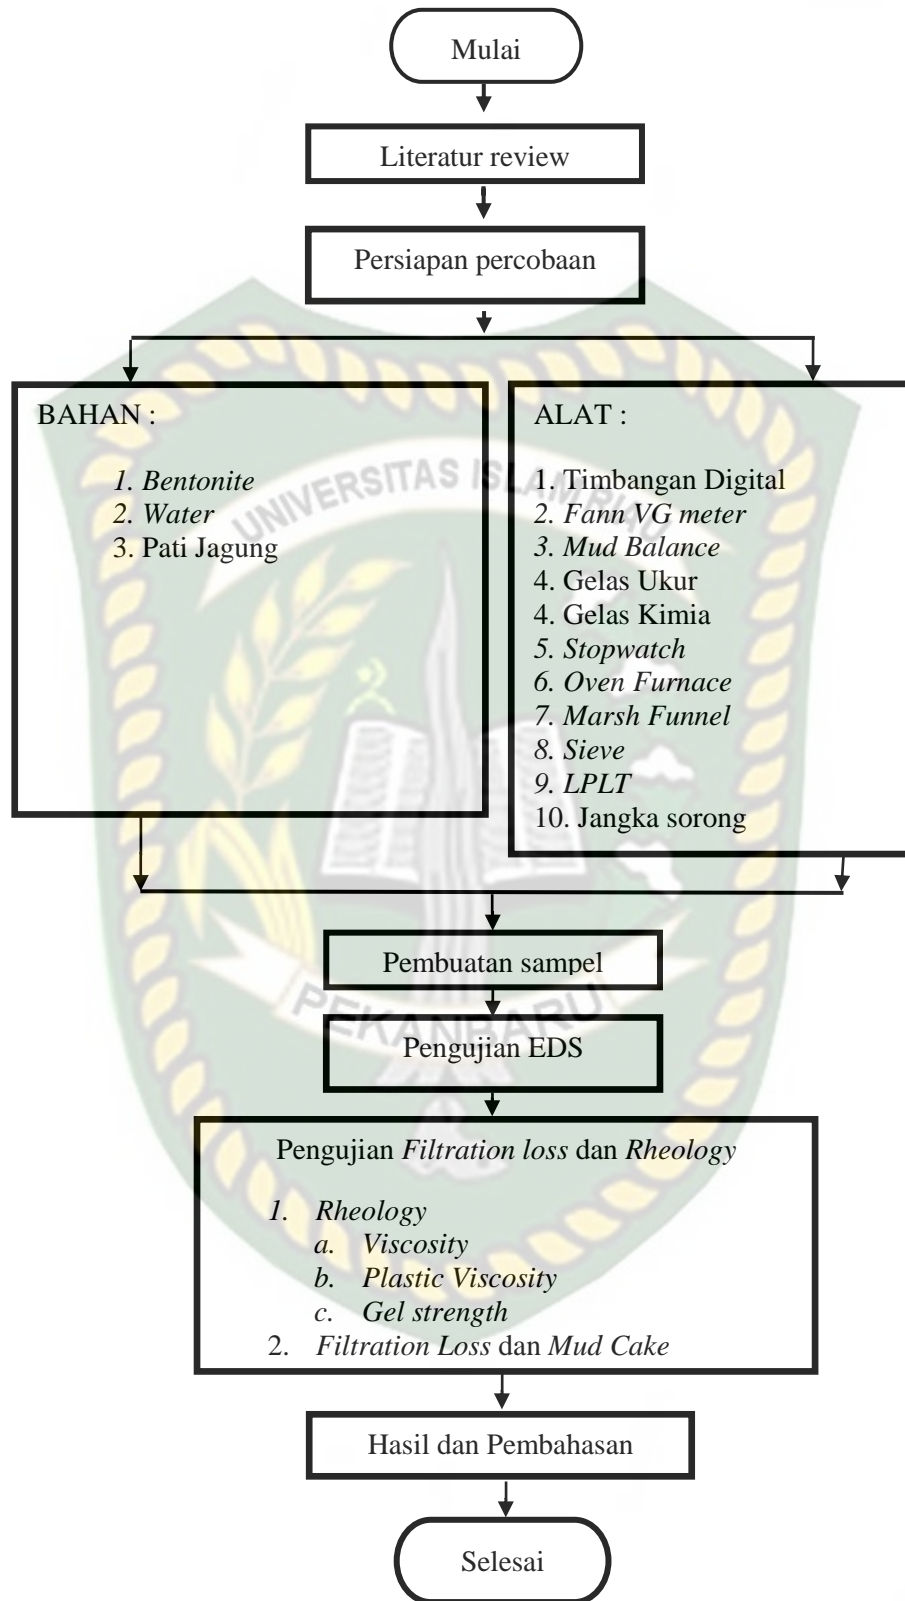 Mulai
Literatur review
Persiapan percobaan
BAHAN :
1. Bentonite
2. Water
3. Pati Jagung
ALAT :
1. Timbangan Digital
2. Fann VG meter
3. Mud Balance
4. Gelas Ukur
4. Gelas Kimia
5. Stopwatch
6. Oven Furnace
7. Marsh Funnel
8. Sieve
9. LPLT
10. Jangka sorong
UNIVERSITAS ISLAM RIAU
Pembuatan sampel
PEKANBARU
Pengujian EDS
Pengujian Filtration loss dan Rheology
1. Rheology
a. Viscosity
b. Plastic Viscosity
c. Gel strength
2. Filtration Loss dan Mud Cake
Hasil dan Pembahasan
Selesai